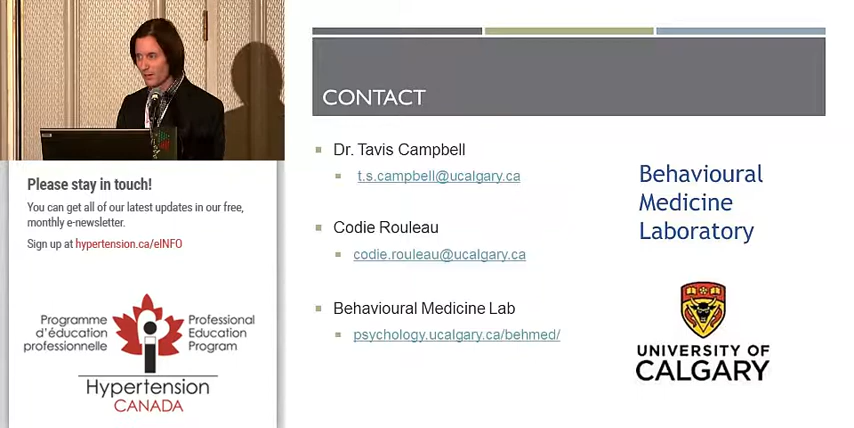 CONTACT
Dr. Tavis Campbell
t.s.campbell@ucalgary.ca
Codie Rouleau
codie.rouleau@ucalgary.ca
Behavioural Medicine Lab
psychology.ucalgary.ca/behmed/
Behavioural
Medicine
Laboratory
UNIVERSITY OF
CALGARY
Please stay in touch!
You can get all of our latest updates in our free,
monthly e-newsletter.
Sign up at hypertension.ca/eINFO
Programme
d'éducation
professionnelle
Professional
Education
Program
Hypertension
CANADA